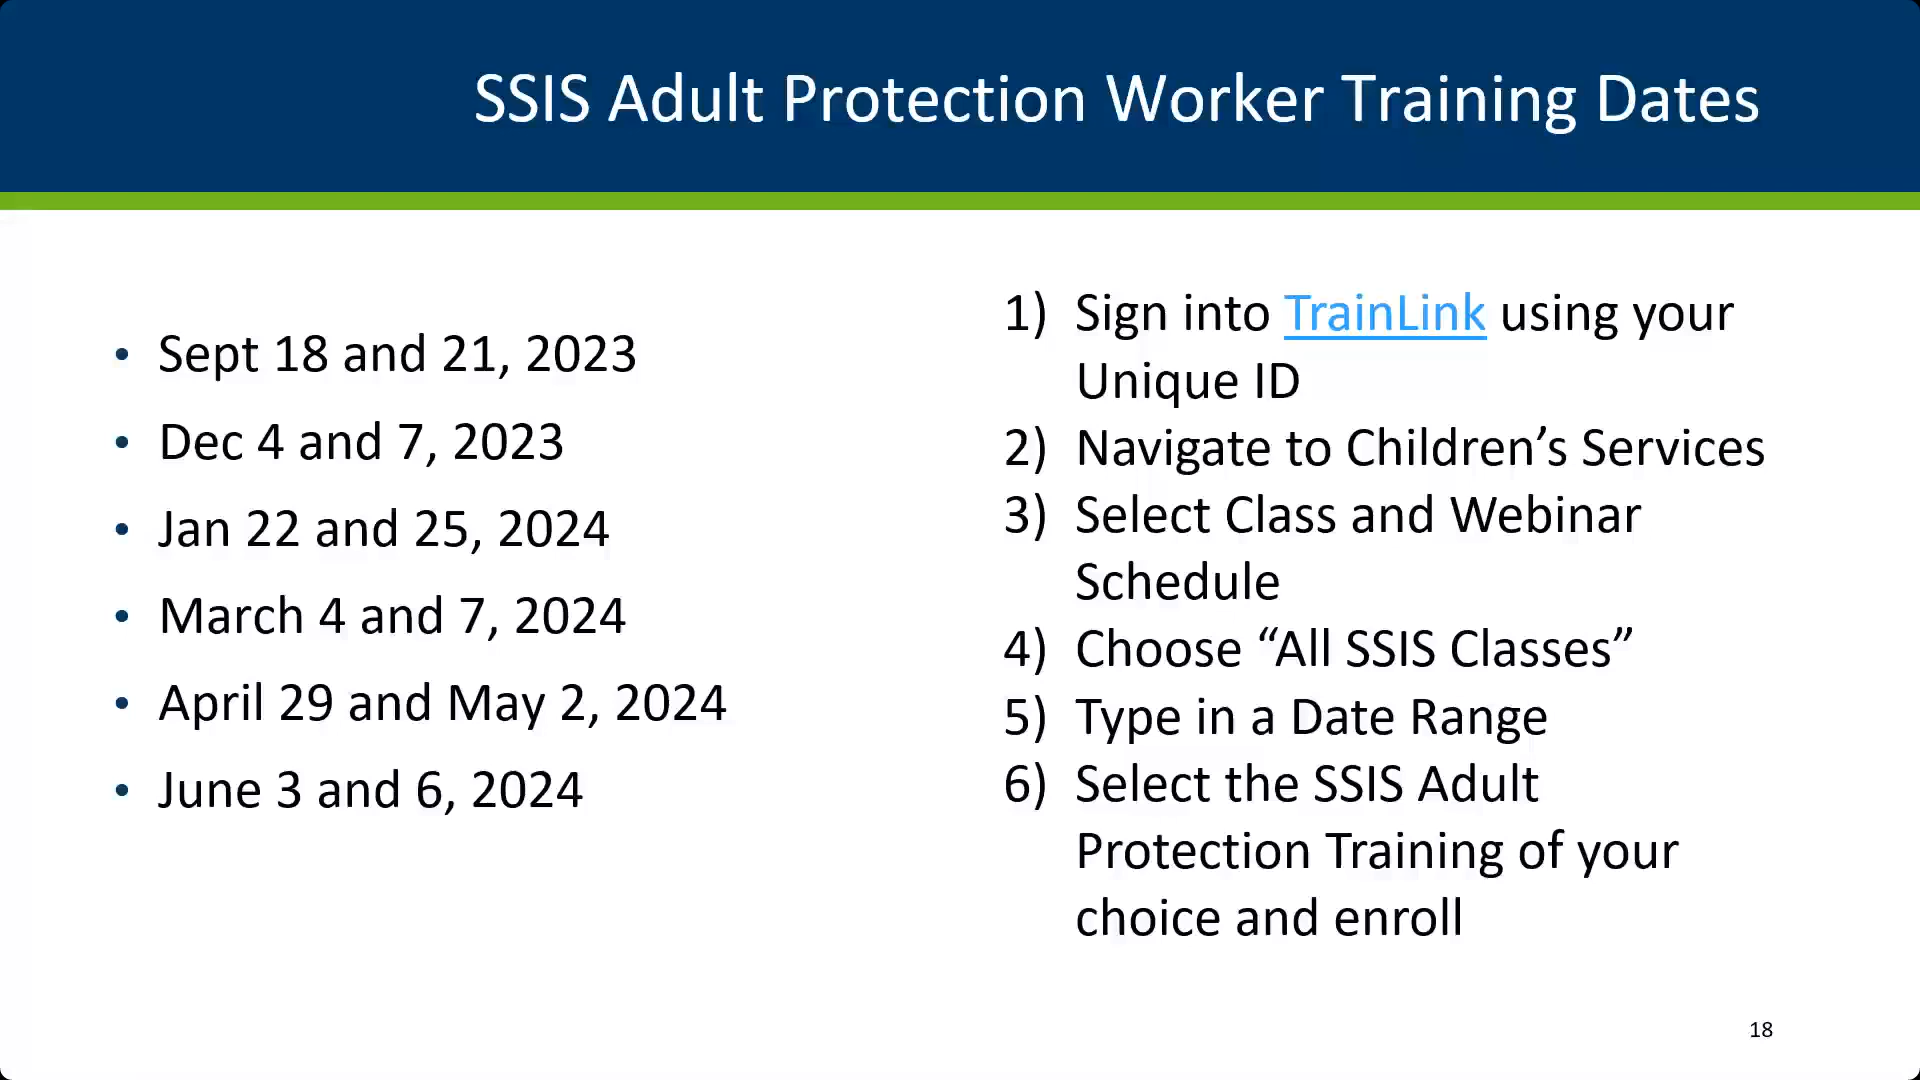 SSIS Adult Protection Worker Training Dates
• Sept 18 and 21, 2023
• Dec 4 and 7, 2023
• Jan 22 and 25, 2024
• March 4 and 7, 2024
• April 29 and May 2, 2024
• June 3 and 6, 2024
1) Sign into TrainLink using your
Unique ID
2) Navigate to Children’s Services
3) Select Class and Webinar
Schedule
4) Choose “All SSIS Classes”
5) Type in a Date Range
6) Select the SSIS Adult
Protection Training of your
choice and enroll
18